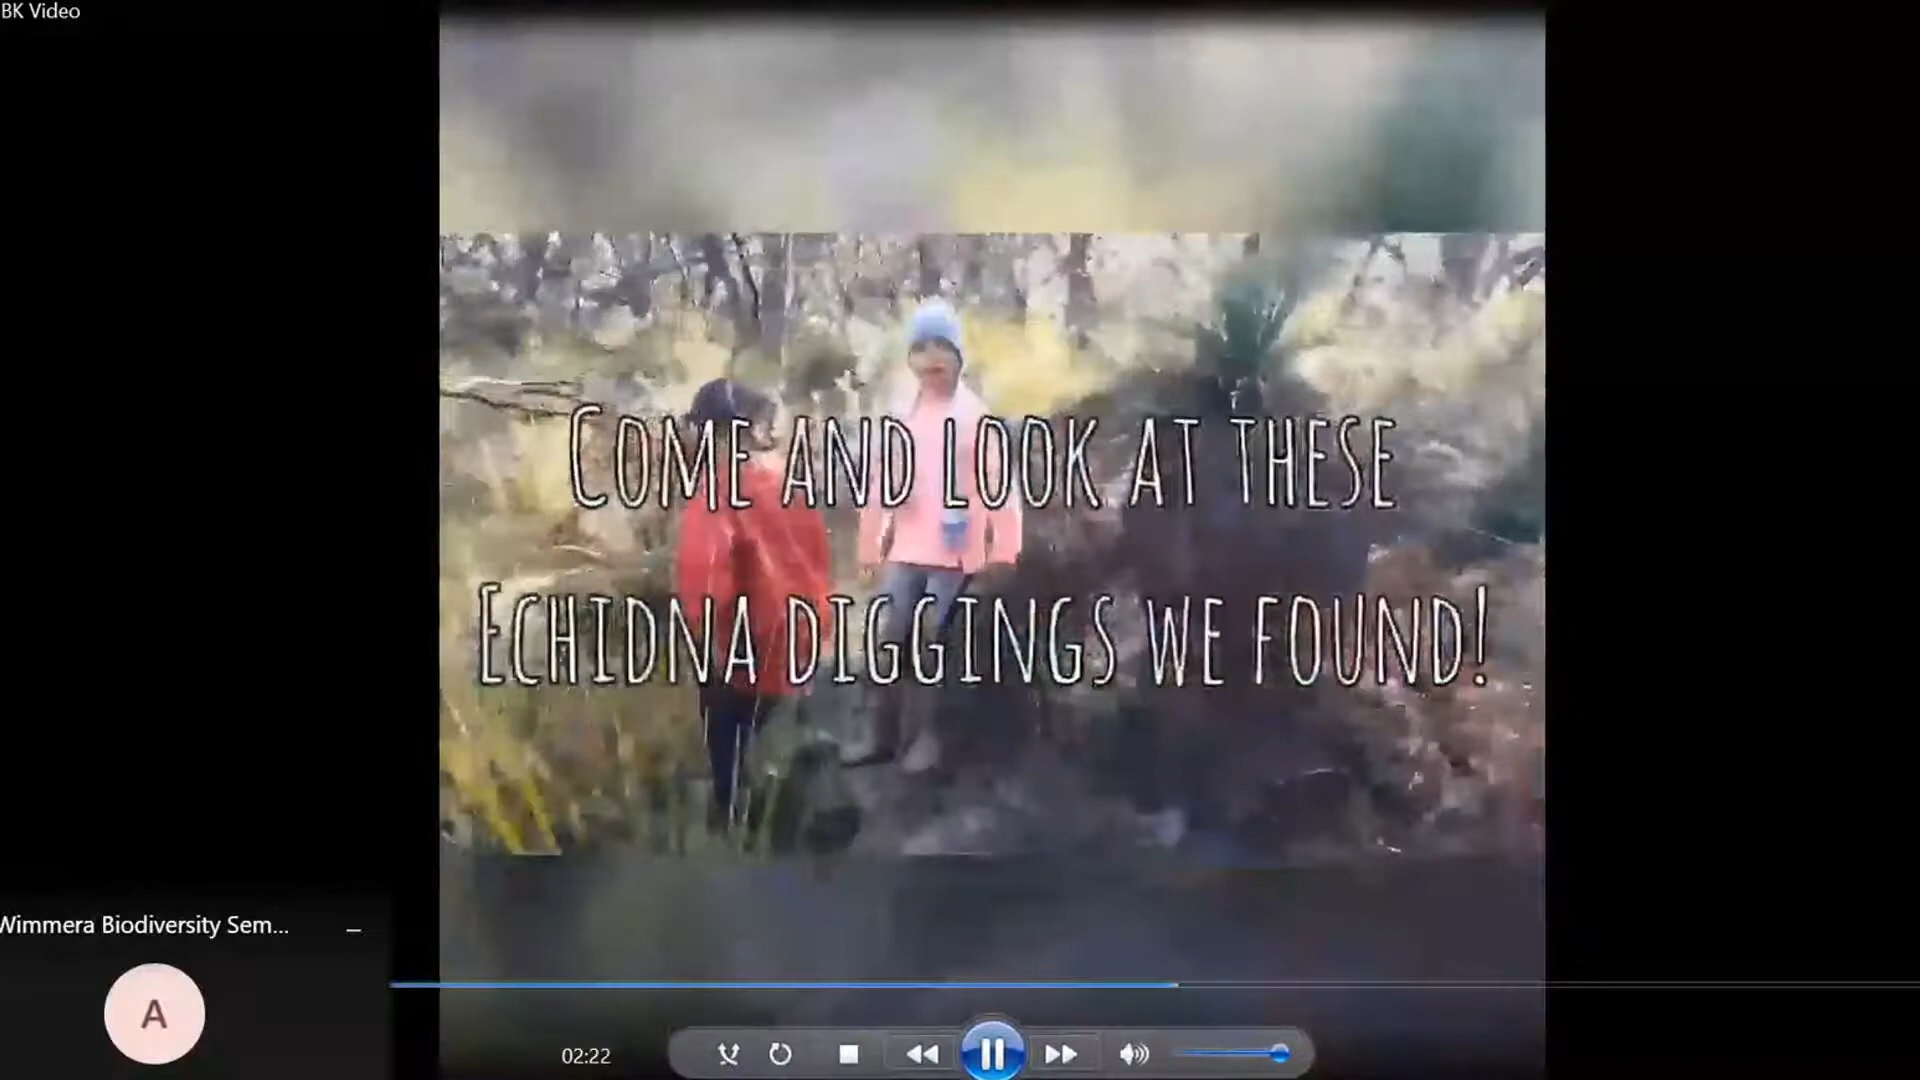 BK Video
COME AND LOOK AT THESE
ECHIDNA DIGGINGS WE FOUND!
Wimmera Biodiversity Sem...
A
02:22